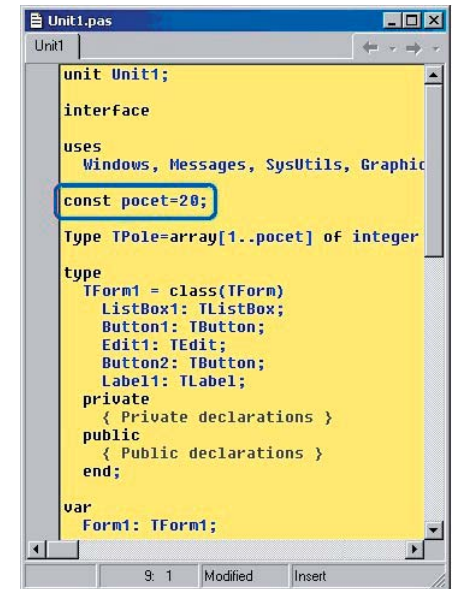 Unit1.pas
Unit1
unit Unit1;
interface
uses
Windows, Messages, SysUtils,
const pocet=20;
Type TPole=array[1..pocet] of integer
type
TForm1 = class(TForm)
ListBox1: TListBox;
Button1: TButton;
Edit1: TEdit;
Button2: TButton;
Label1: TLabel;
private
{ Private declarations }
public
{ Public declarations }
end;
var
Form1: TForm1;
9: 1 Modified Insert